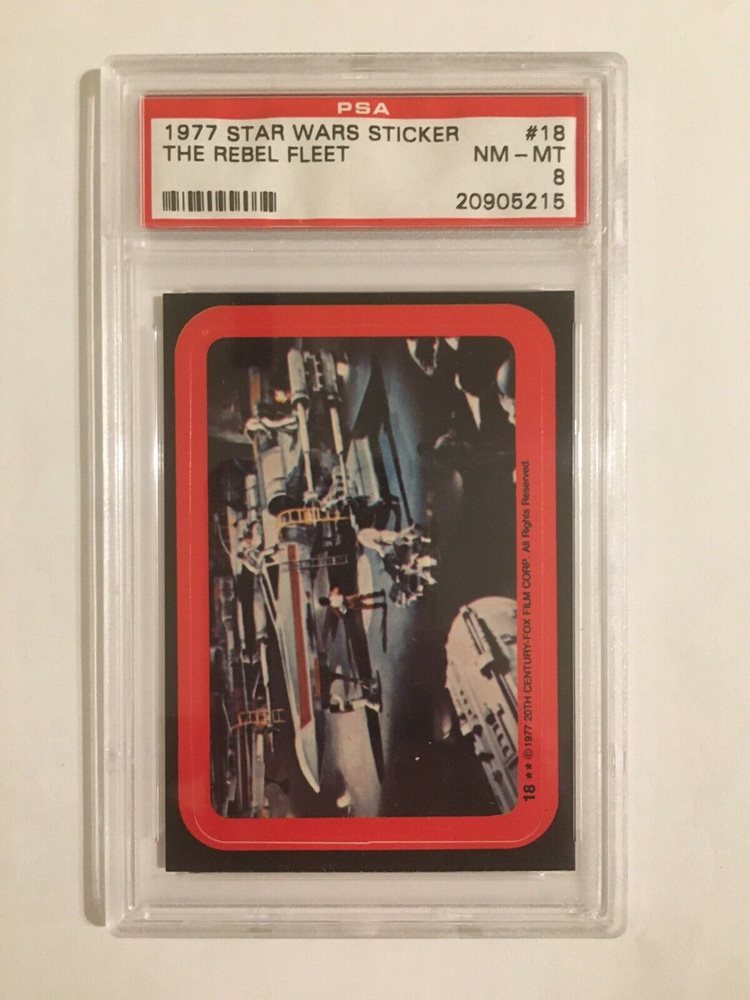 PSA
1977 STAR WARS STICKER #18
THE REBEL FLEET NM - MT
8
20905215
18 ★★ ©1977 20TH CENTURY-FOX FILM CORP. All Rights Reserved.